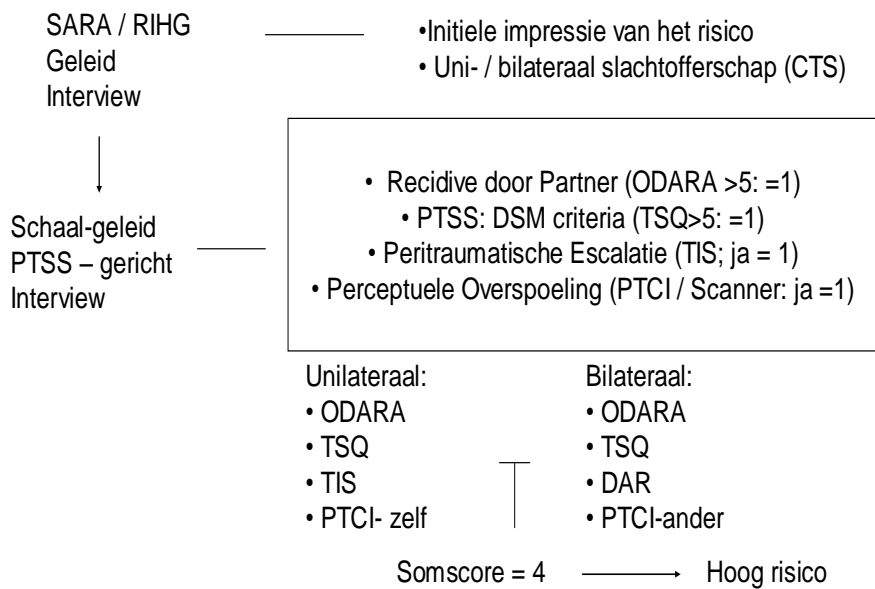 SARA / RIHG
Geleid
Interview
•Initiele impressie van het risico
• Uni- / bilateraal slachtofferschap (CTS)
Schaal-geleid
PTSS – gericht
Interview
• Recidive door Partner (ODARA >5: =1)
• PTSS: DSM criteria (TSQ>5: =1)
• Peritraumatische Escalatie (TIS; ja = 1)
• Perceptuele Overspoeling (PTCI / Scanner: ja =1)
Unilateraal:
• ODARA
• TSQ
• TIS
• PTCI- zelf
Bilateraal:
• ODARA
• TSQ
• DAR
• PTCI-ander
Somscore = 4
Hoog risico